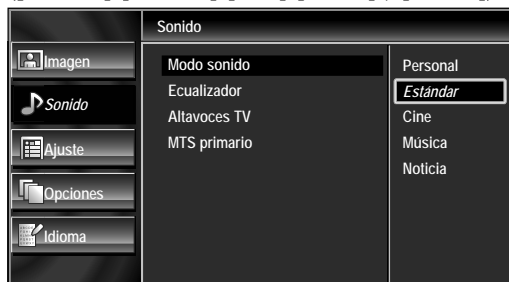 Sonido
Imagen
Sonido
Ajuste
Opciones
Idioma
Modo sonido
Ecualizador
Altavoces TV
MTS primario
Personal
Estándar
Cine
Música
Noticia